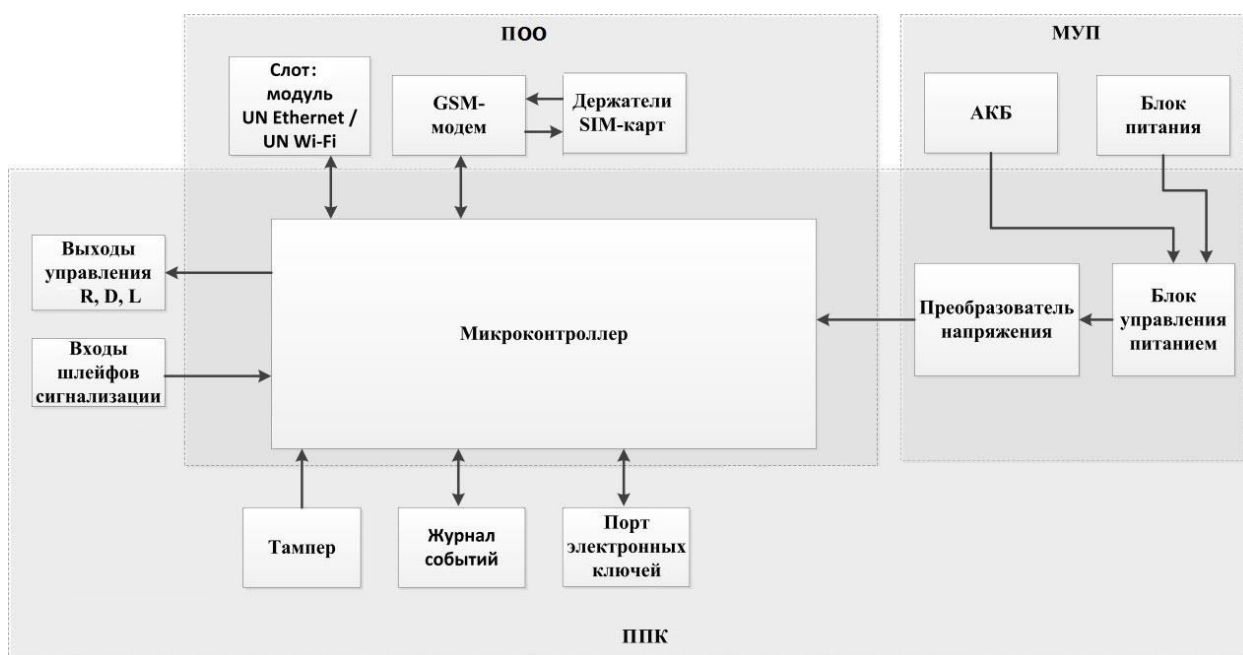 ПОО
МУП
Слот:
модуль
UN Ethernet /
UN Wi-Fi
GSM-
модем
Держатели
SIM-карт
АКБ
Блок
питания
Выходы
управления
R, D, L
Входы
шлейфов
сигнализации
Микроконтроллер
Преобразователь
напряжения
Блок
управления
питанием
Тампер
Журнал
событий
Порт
электронных
ключей
ППК